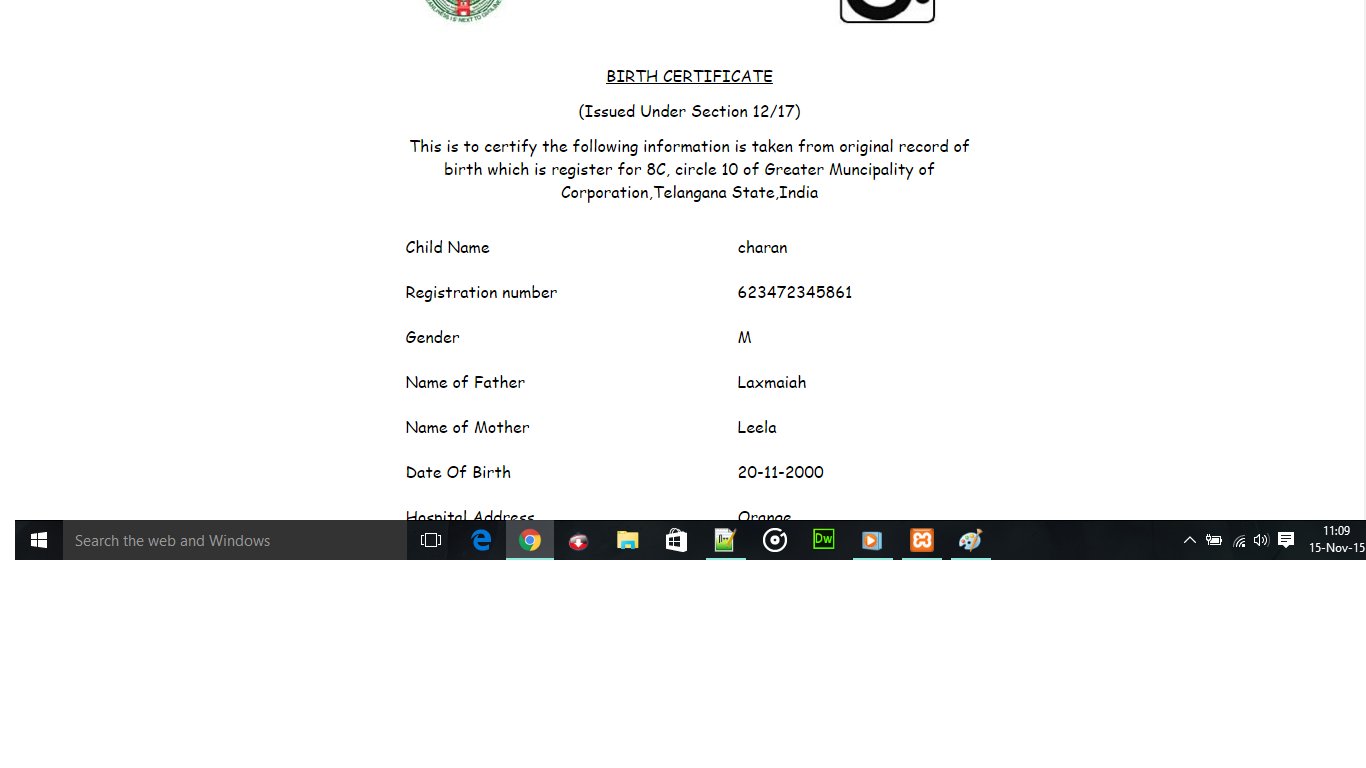 BIRTH CERTIFICATE
(Issued Under Section 12/17)
This is to certify the following information is taken from original record of
birth which is register for 8C, circle 10 of Greater Muncipality of
Corporation,Telangana State,India
Child Name charan
Registration number 623472345861
Gender M
Name of Father Laxmaiah
Name of Mother Leela
Date Of Birth 20-11-2000
Hospital Address Orange
Search the web and Windows
Dw
11:09
15-Nov-15